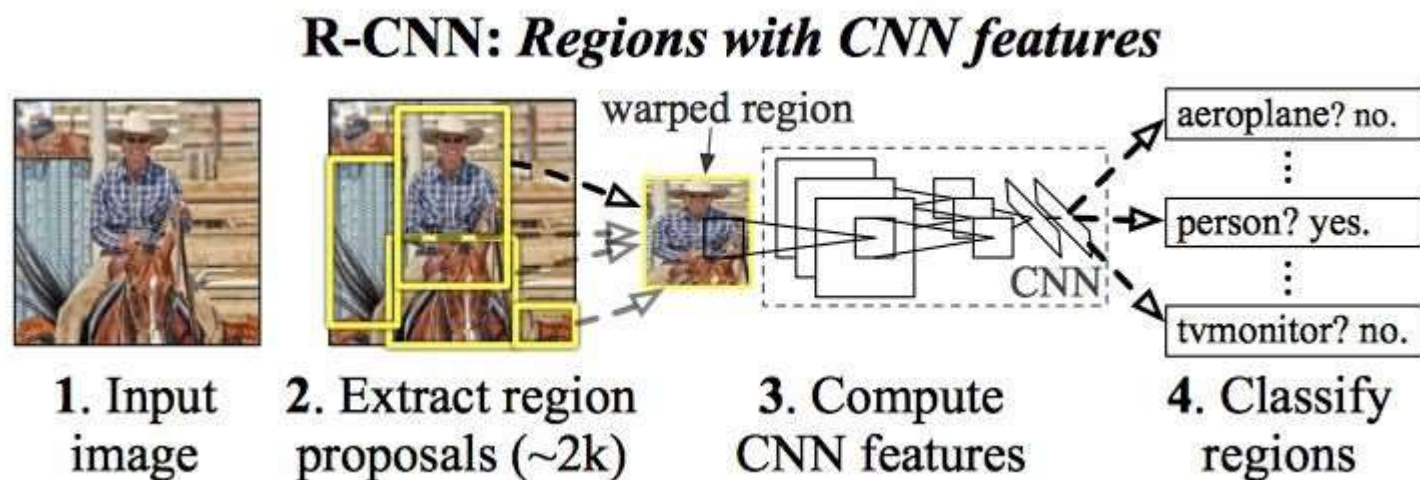 R-CNN: Regions with CNN features
warped region
aeroplane? no.
person? yes.
CNN
tvmonitor? no.
1. Input
image
2. Extract region
proposals (~2k)
3. Compute
CNN features
4. Classify
regions